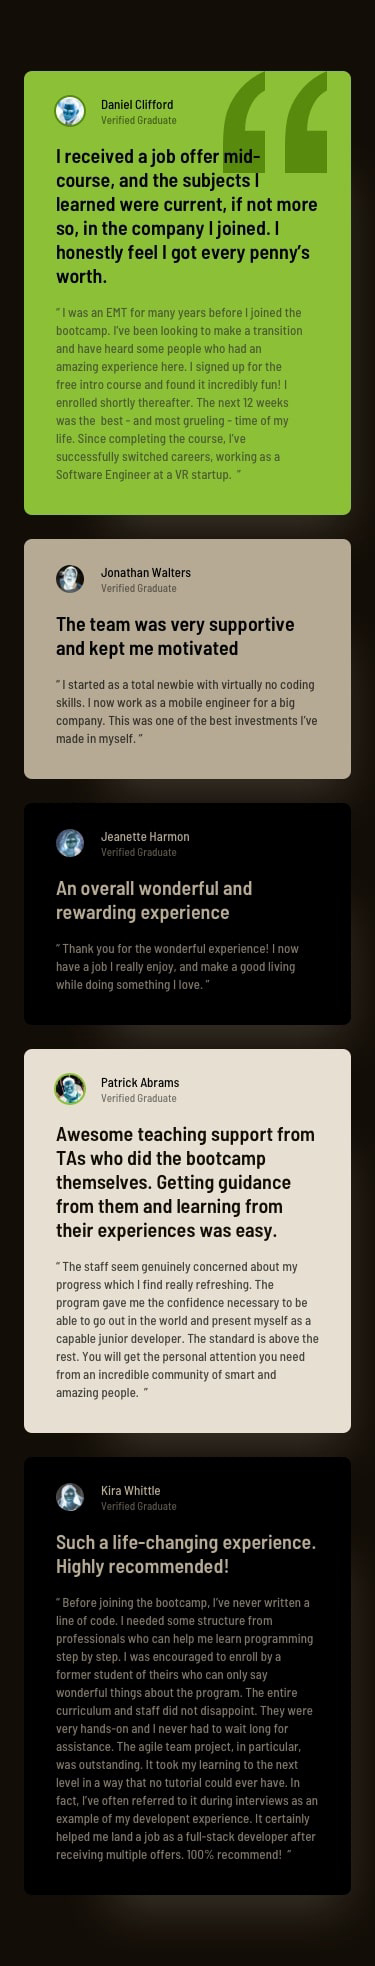 Daniel Clifford
Verified Graduate
I received a job offer mid-
course, and the subjects I
learned were current, if not more
so, in the company I joined. I
honestly feel I got every penny’s
worth.
“ I was an EMT for many years before I joined the
bootcamp. I’ve been looking to make a transition
and have heard some people who had an
amazing experience here. I signed up for the
free intro course and found it incredibly fun! I
enrolled shortly thereafter. The next 12 weeks
was the best - and most grueling - time of my
life. Since completing the course, I’ve
successfully switched careers, working as a
Software Engineer at a VR startup. ”
Jonathan Walters
Verified Graduate
The team was very supportive
and kept me motivated
“ I started as a total newbie with virtually no coding
skills. I now work as a mobile engineer for a big
company. This was one of the best investments I’ve
made in myself. ”
Jeanette Harmon
Verified Graduate
An overall wonderful and
rewarding experience
“ Thank you for the wonderful experience! I now
have a job I really enjoy, and make a good living
while doing something I love. ”
Patrick Abrams
Verified Graduate
Awesome teaching support from
TAs who did the bootcamp
themselves. Getting guidance
from them and learning from
their experiences was easy.
“ The staff seem genuinely concerned about my
progress which I find really refreshing. The
program gave me the confidence necessary to be
able to go out in the world and present myself as a
capable junior developer. The standard is above the
rest. You will get the personal attention you need
from an incredible community of smart and
amazing people. ”
Kira Whittle
Verified Graduate
Such a life-changing experience.
Highly recommended!
“ Before joining the bootcamp, I’ve never written a
line of code. I needed some structure from
professionals who can help me learn programming
step by step. I was encouraged to enroll by a
former student of theirs who can only say
wonderful things about the program. The entire
curriculum and staff did not disappoint. They were
very hands-on and I never had to wait long for
assistance. The agile team project, in particular,
was outstanding. It took my learning to the next
level in a way that no tutorial could ever have. In
fact, I’ve often referred to it during interviews as an
example of my developent experience. It certainly
helped me land a job as a full-stack developer after
receiving multiple offers. 100% recommend! ”